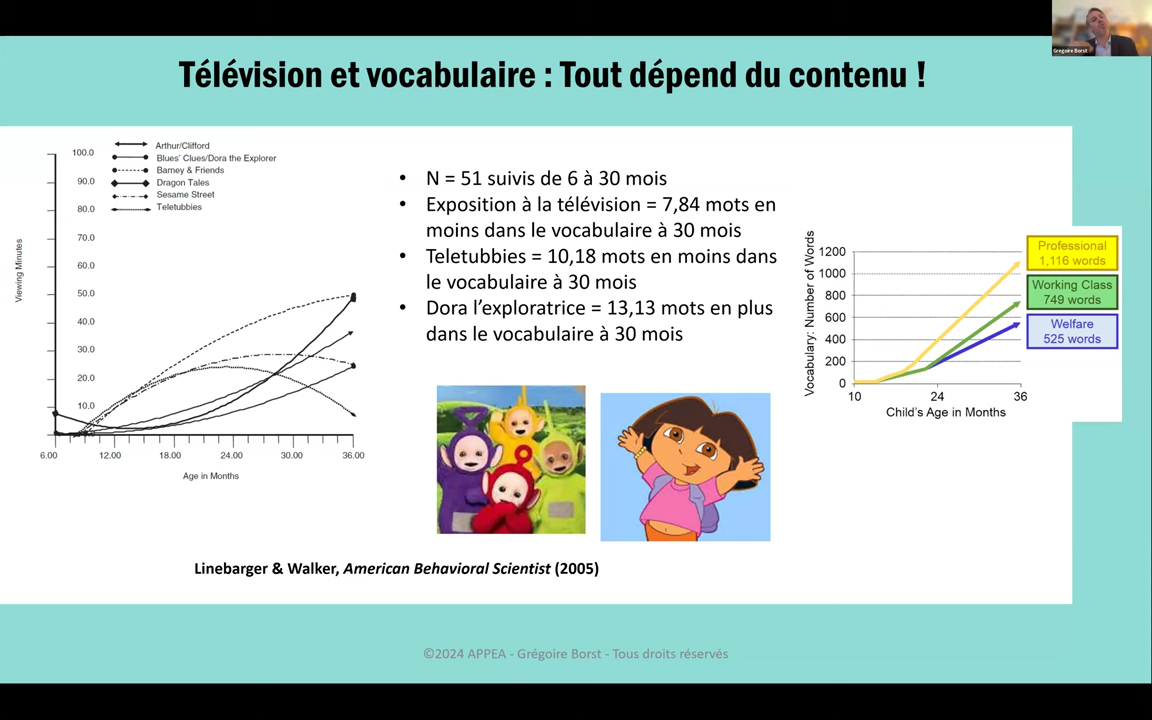 Grégoire Borst
Télévision et vocabulaire : Tout dépend du contenu !
Arthur/Clifford
Blues' Clues/Dora the Explorer
Barney & Friends
Dragon Tales
Sesame Street
Teletubbies
100.0
90.0
80.0
70.0
60.0
50.0
40.0
30.0
20.0
10.0
Viewing Minutes
6.00 12.00 18.00 24.00 30.00 36.00
Age in Months
• N = 51 suivis de 6 à 30 mois
• Exposition à la télévision = 7,84 mots en
moins dans le vocabulaire à 30 mois
• Teletubbies = 10,18 mots en moins dans
le vocabulaire à 30 mois
• Dora l'exploratrice = 13,13 mots en plus
dans le vocabulaire à 30 mois
Vocabulary: Number of Words
1200
1000
800
600
400
200
0
10 24 36
Child's Age in Months
Professional
1,116 words
Working Class
749 words
Welfare
525 words
Linebarger & Walker, American Behavioral Scientist (2005)
©2024 APPEA - Grégoire Borst - Tous droits réservés